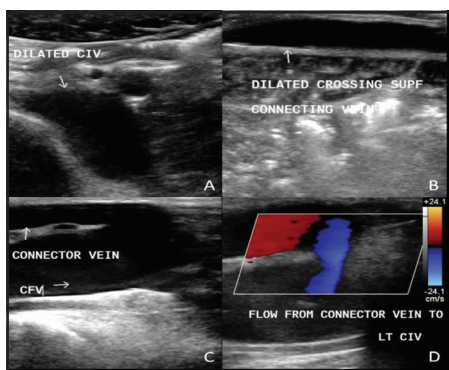 DILATED CIV
A
DILATED CROSSING SUPF
CONNECTING VEIN
B
CONNECTOR VEIN
CFV
C
+24.1
-24.1
cm/s
FLOW FROM CONNECTOR VEIN TO
LT CIV
D